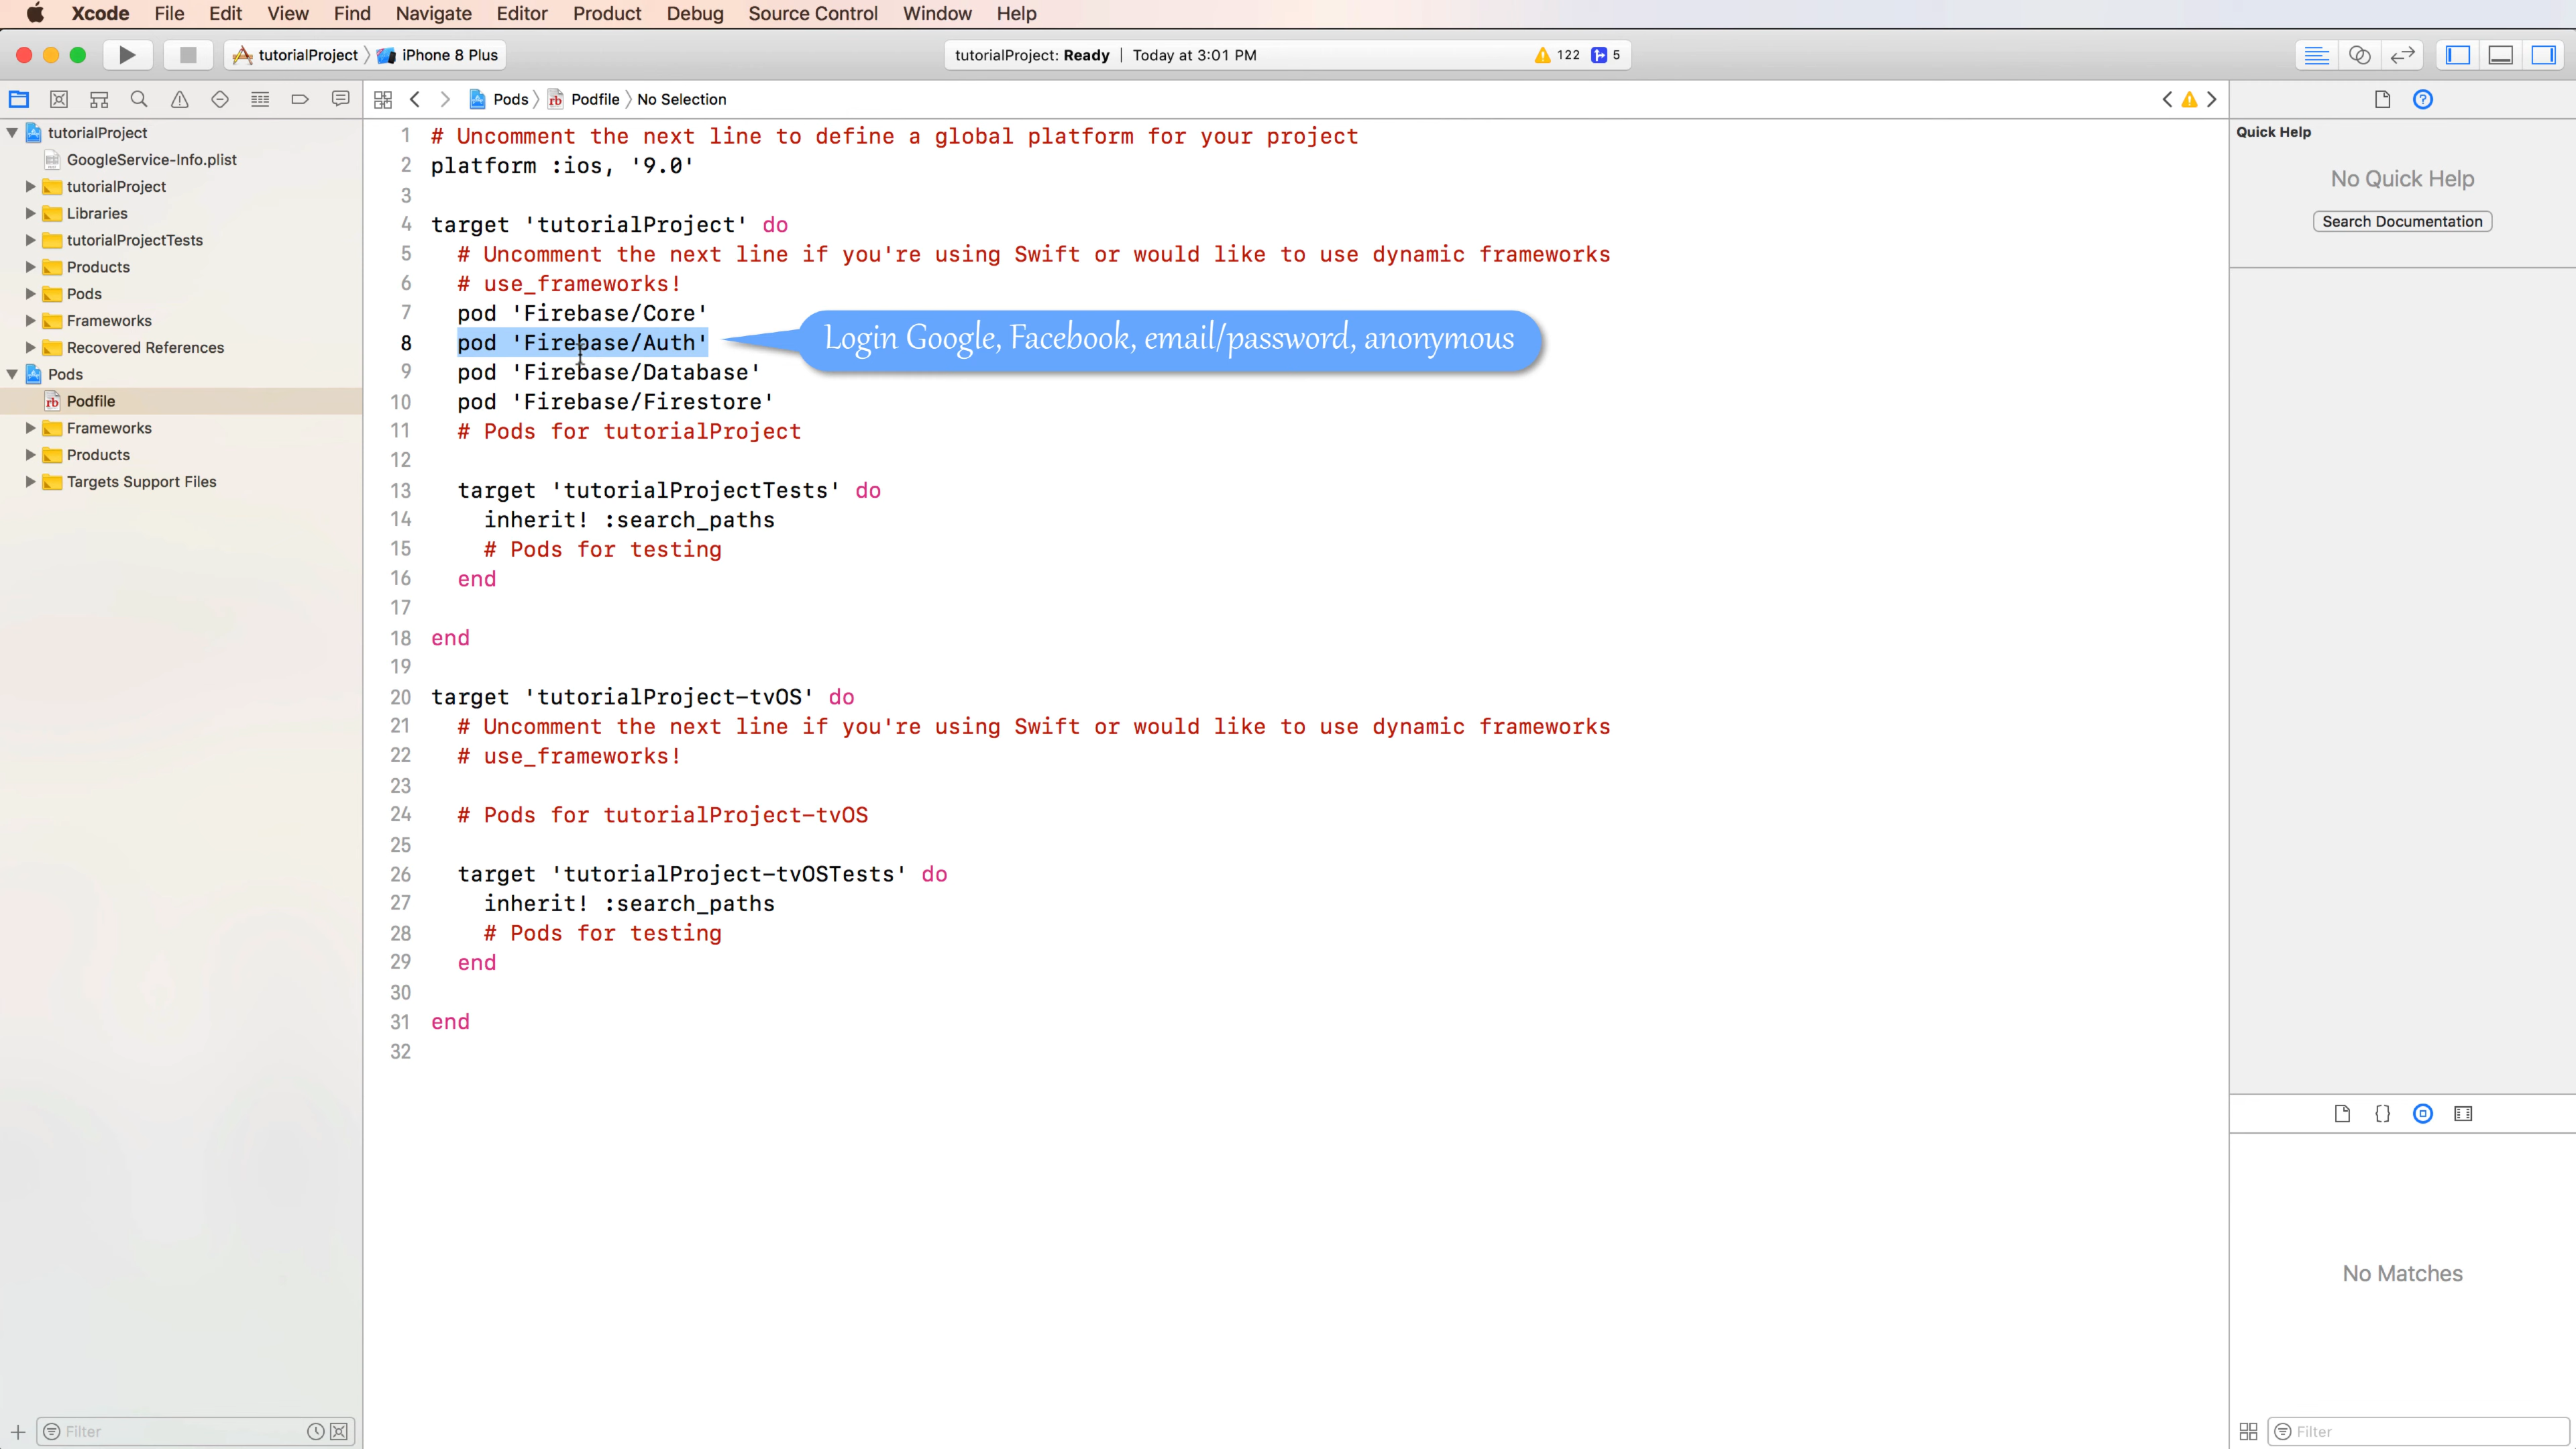 Xcode File Edit View Find Navigate Editor Product Debug Source Control Window Help
tutorialProject iPhone 8 Plus
tutorialProject: Ready | Today at 3:01 PM 122 5
Pods Podfile No Selection
tutorialProject
GoogleService-Info.plist
tutorialProject
Libraries
tutorialProjectTests
Products
Pods
Frameworks
Recovered References
Pods
rb Podfile
Frameworks
Products
Targets Support Files
Filter
1 # Uncomment the next line to define a global platform for your project
2 platform :ios, '9.0'
3
4 target 'tutorialProject' do
5 # Uncomment the next line if you're using Swift or would like to use dynamic frameworks
6 # use_frameworks!
7 pod 'Firebase/Core'
8 pod 'Firebase/Auth'
Login Google, Facebook, email/password, anonymous
9 pod 'Firebase/Database'
10 pod 'Firebase/Firestore'
11 # Pods for tutorialProject
12
13 target 'tutorialProjectTests' do
14 inherit! :search_paths
15 # Pods for testing
16 end
17
18 end
19
20 target 'tutorialProject-tvOS' do
21 # Uncomment the next line if you're using Swift or would like to use dynamic frameworks
22 # use_frameworks!
23
24 # Pods for tutorialProject-tvOS
25
26 target 'tutorialProject-tvOSTests' do
27 inherit! :search_paths
28 # Pods for testing
29 end
30
31 end
32
Quick Help
No Quick Help
Search Documentation
No Matches
Filter